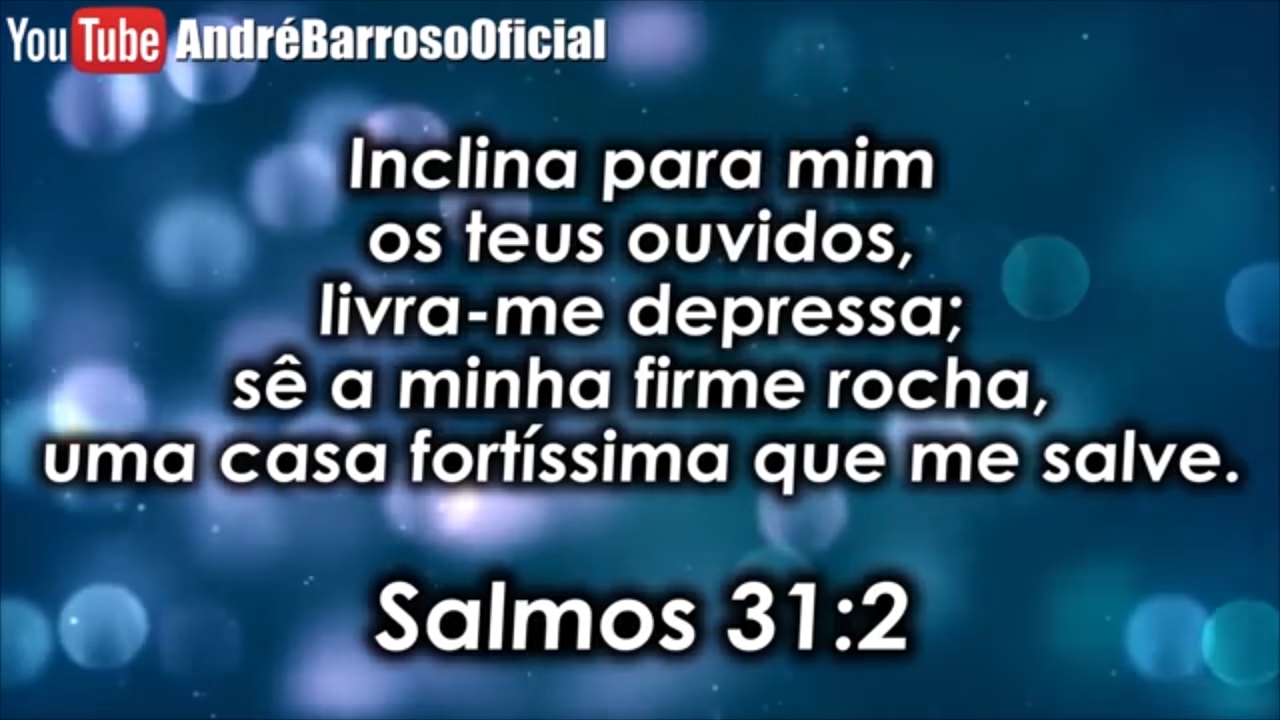 YouTube AndréBarrosoOficial
Inclina para mim
os teus ouvidos,
livra-me depressa;
sê a minha firme rocha,
uma casa fortíssima que me salve.
Salmos 31:2